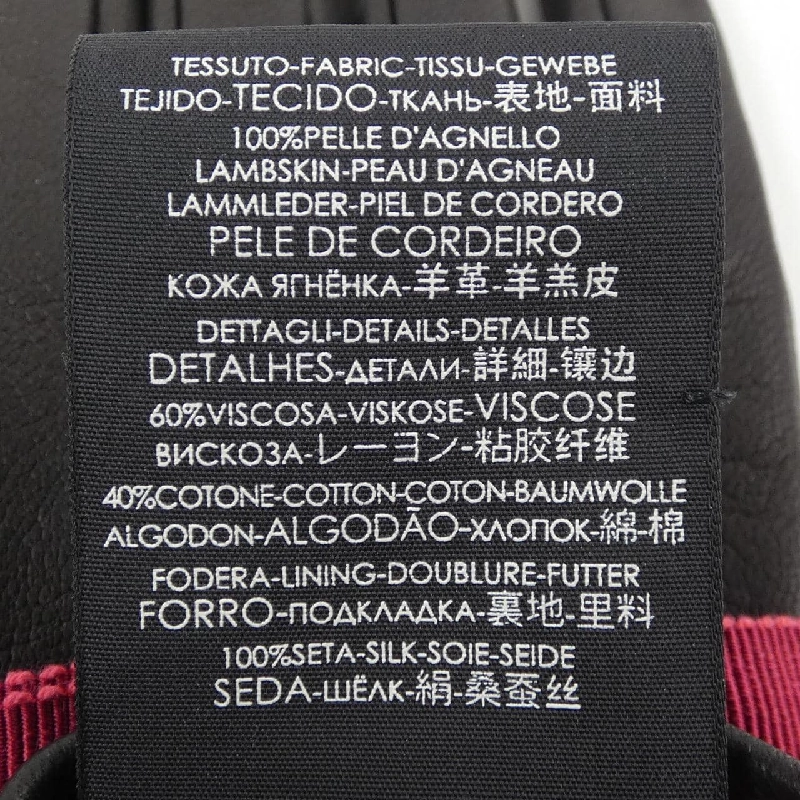 TESSUTO-FABRIC-TISSU-GEWEBE
TEJIDO-TECIDO-ТКАНЬ-表地-面料
100%PELLE D'AGNELLO
LAMBSKIN-PEAU D'AGNEAU
LAMMLEDER-PIEL DE CORDERO
PELE DE CORDEIRO
КОЖА ЯГНЁНКА-羊革-羊羔皮
DETTAGLI-DETAILS-DETALLES
DETALHES-ДЕТАЛИ-詳細-镶边
60%VISCOSA-VISKOSE-VISCOSE
ВИСКОЗА-レーヨン-粘胶纤维
40%COTONE-COTTON-COTON-BAUMWOLLE
ALGODON-ALGODÃO-ХЛОПОК-綿-棉
FODERA-LINING-DOUBLURE-FUTTER
FORRO-ПОДКЛАДКА-裏地-里料
100%SETA-SILK-SOIE-SEIDE
SEDA-ШЁЛК-絹-桑蚕丝